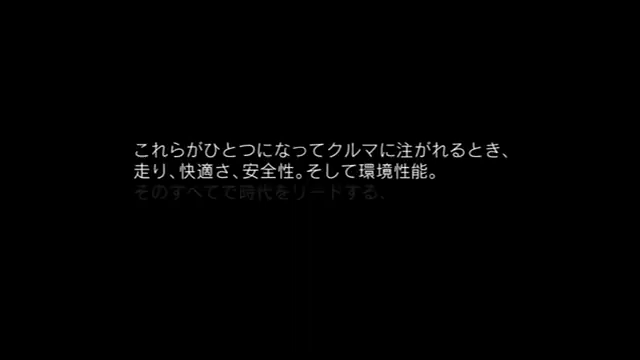 これらがひとつになってクルマに注がれるとき、
走り、快適さ、安全性。そして環境性能。
そのすべてで時代をリードする、